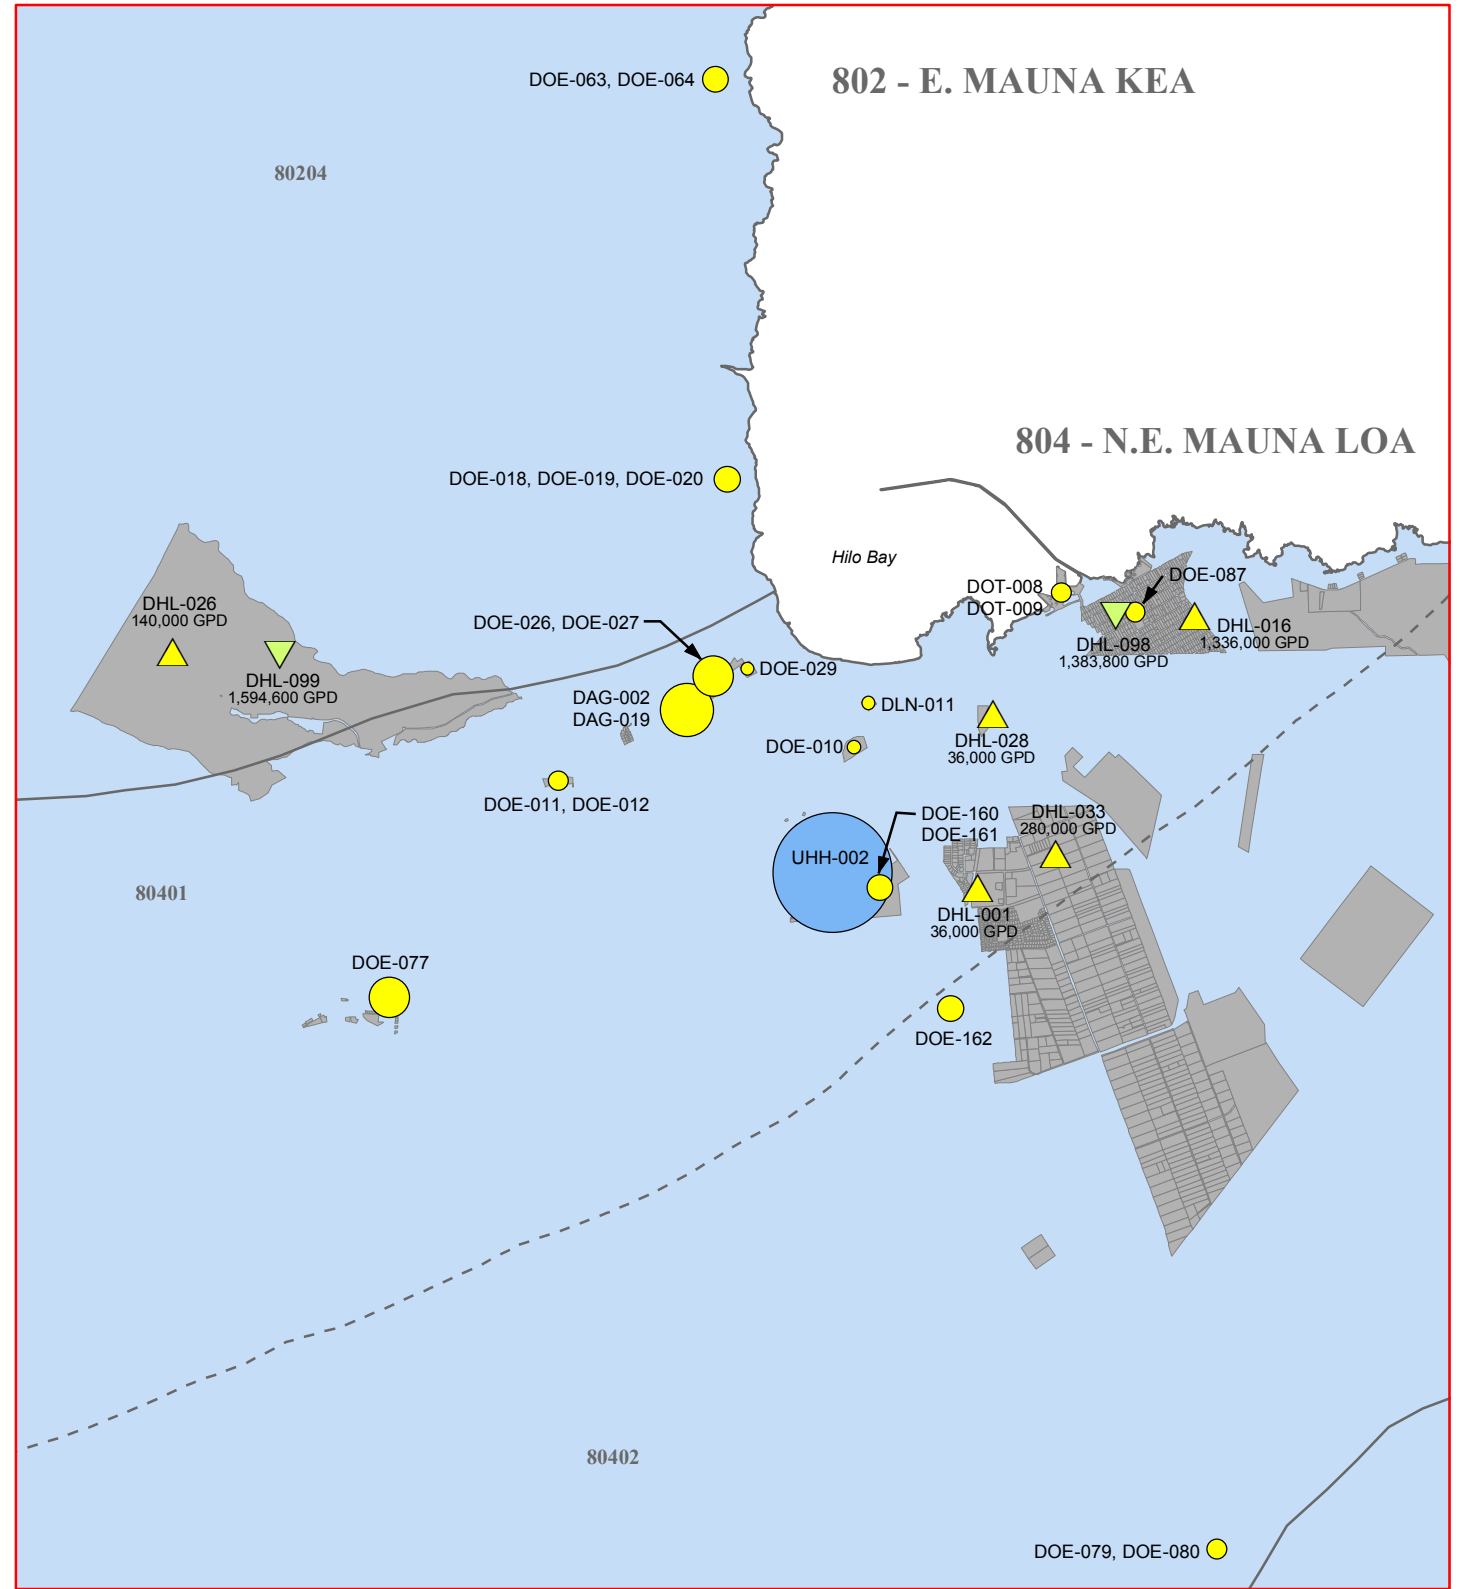 DOE-063, DOE-064
802 - E. MAUNA KEA
80204
804 - N.E. MAUNA LOA
DOE-018, DOE-019, DOE-020
Hilo Bay
DOT-008
DOT-009
DOE-087
DHL-026
140,000 GPD
DHL-098
1,383,800 GPD
DHL-016
1,336,000 GPD
DOE-026, DOE-027
DHL-099
1,594,600 GPD
DOE-029
DAG-002
DAG-019
DLN-011
DOE-010
DHL-028
36,000 GPD
DOE-011, DOE-012
DOE-160
DOE-161
DHL-033
280,000 GPD
UHH-002
80401
DHL-001
36,000 GPD
DOE-077
DOE-162
80402
DOE-079, DOE-080